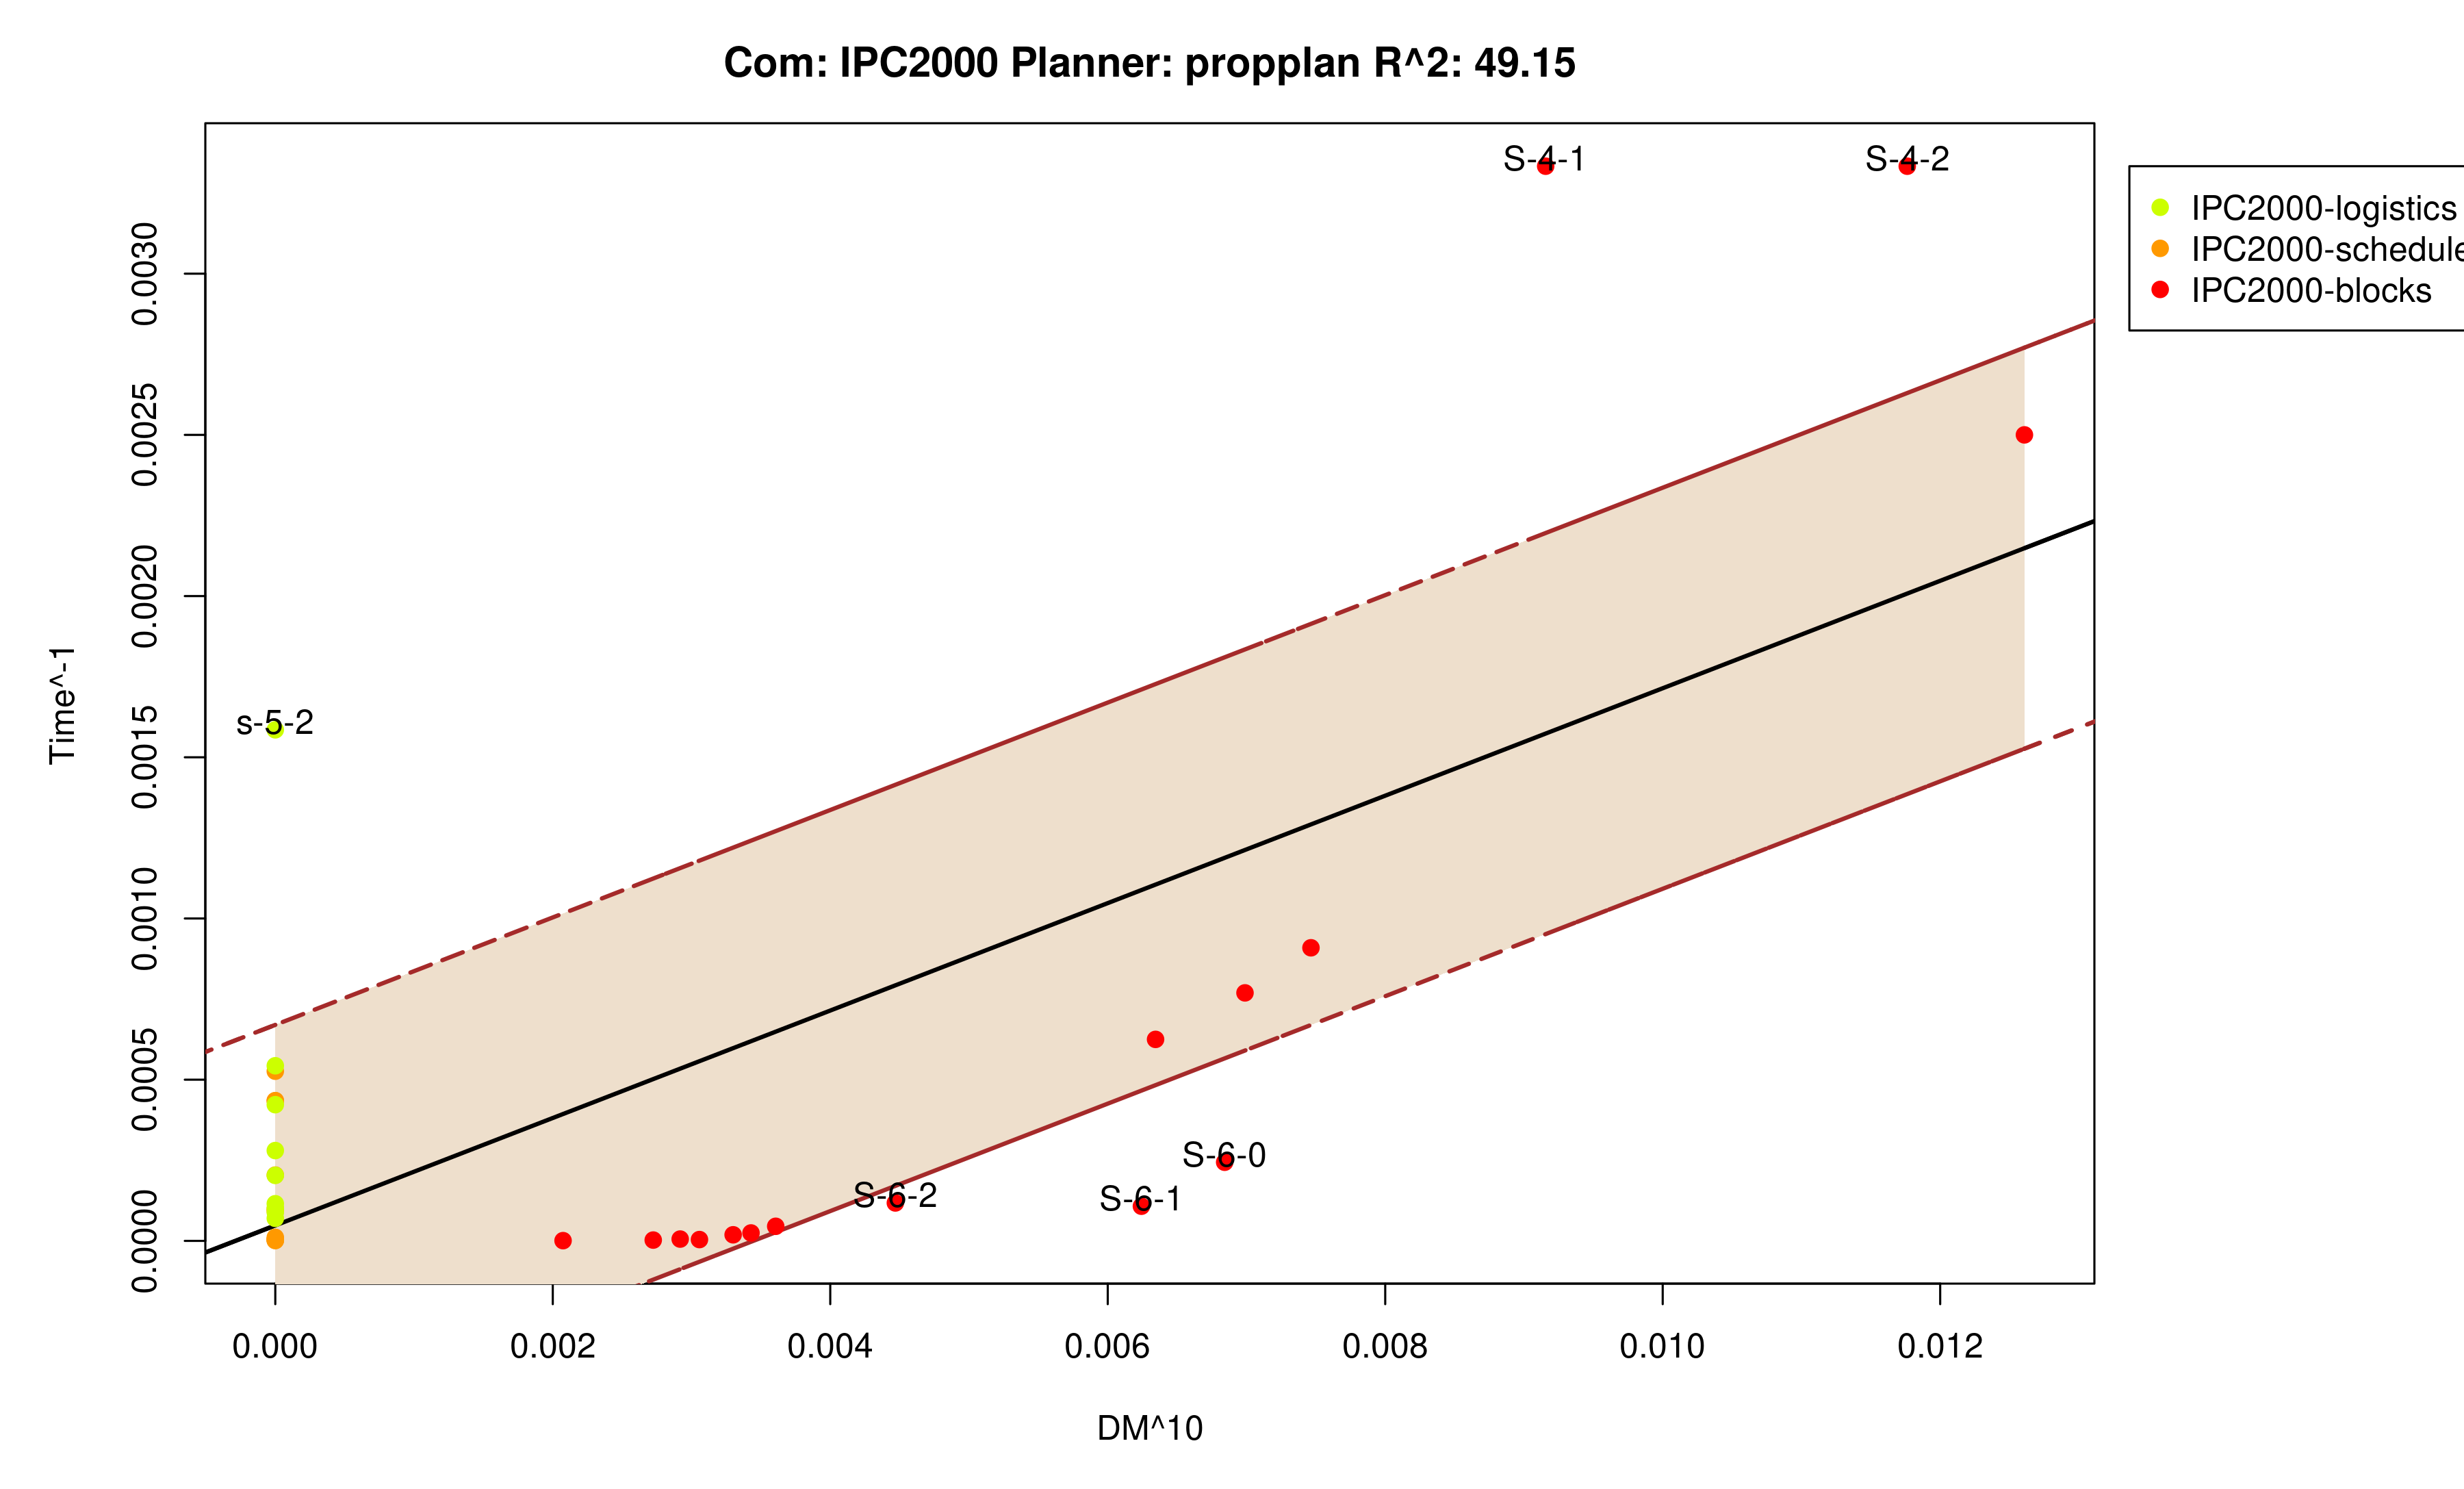 Com: IPC2000 Planner: propplan R^2: 49.15
S-4-1
S-4-2
IPC2000-logistics
IPC2000-schedule
IPC2000-blocks
0.0030
0.0025
0.0020
0.0015
0.0010
0.0005
0.0000
Time^-1
s-5-2
S-6-0
S-6-2
S-6-1
0.000 0.002 0.004 0.006 0.008 0.010 0.012
DM^10